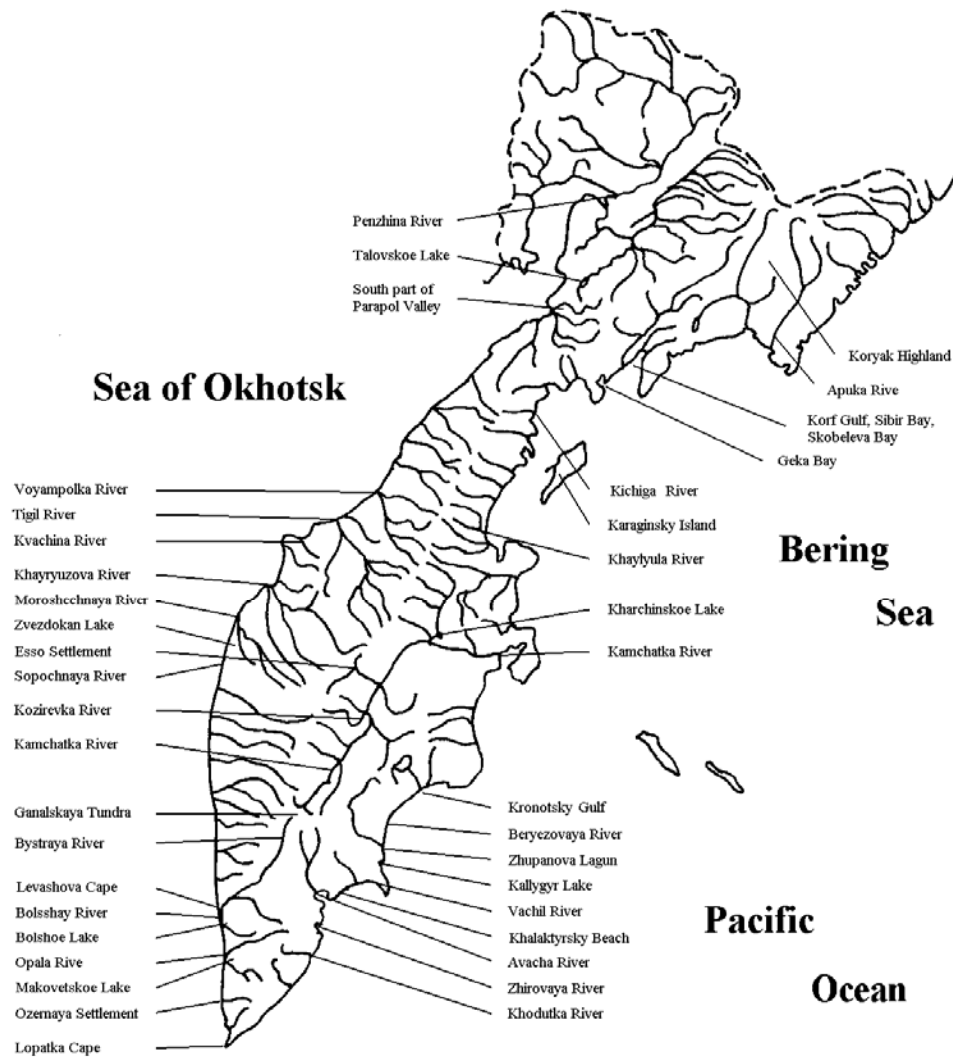 Penzhina River
Talovskoe Lake
South part of
Parapol Valley
Sea of Okhotsk
Koryak Highland
Apuka Rive
Korf Gulf, Sibir Bay,
Skobeleva Bay
Geka Bay
Kichiga River
Karaginsky Island
Khaylyula River
Bering
Sea
Kharchinskoe Lake
Kamchatka River
Voyampolka River
Tigil River
Kvachina River
Khayryuzova River
Moroshechnaya River
Zvezdokan Lake
Esso Settlement
Sopochnaya River
Kozirevka River
Kamchatka River
Ganalskaya Tundra
Bystraya River
Levashova Cape
Bolsshay River
Bolshoe Lake
Opala Rive
Makovetskoe Lake
Ozernaya Settlement
Lopatka Cape
Kronotsky Gulf
Beryezovaya River
Zhupanova Lagun
Kallygyr Lake
Vachil River
Khalaktyrsky Beach
Avacha River
Zhirovaya River
Khodutka River
Pacific
Ocean